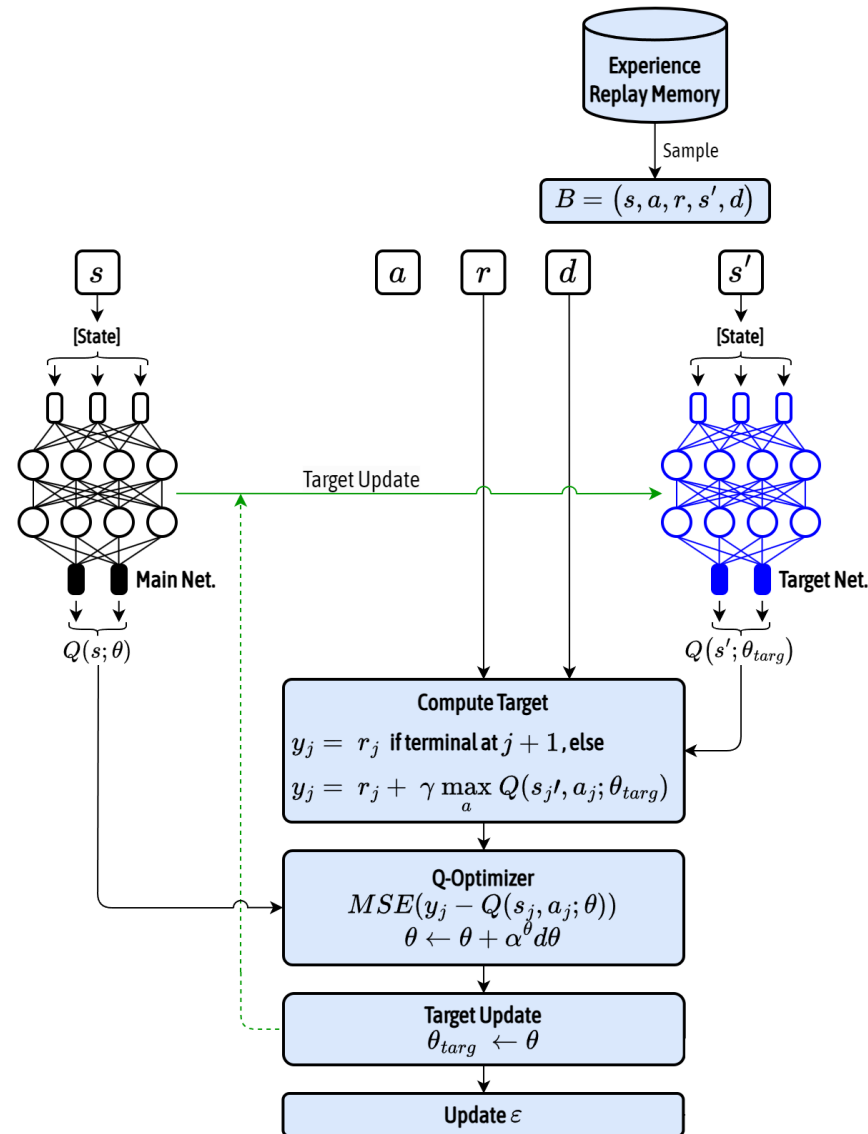 Experience
Replay Memory
Sample
B = (s, a, r, s′, d)
s
a
r
d
s′
[State]
[State]
Target Update
Main Net.
Target Net.
Q(s; θ)
Q(s′; θ_targ)
Compute Target
y_j = r_j if terminal at j + 1, else
y_j = r_j + γ max_a Q(s_j′, a_j; θ_targ)
Q-Optimizer
MSE(y_j − Q(s_j, a_j; θ))
θ ← θ + α^θ dθ
Target Update
θ_targ ← θ
Update ε